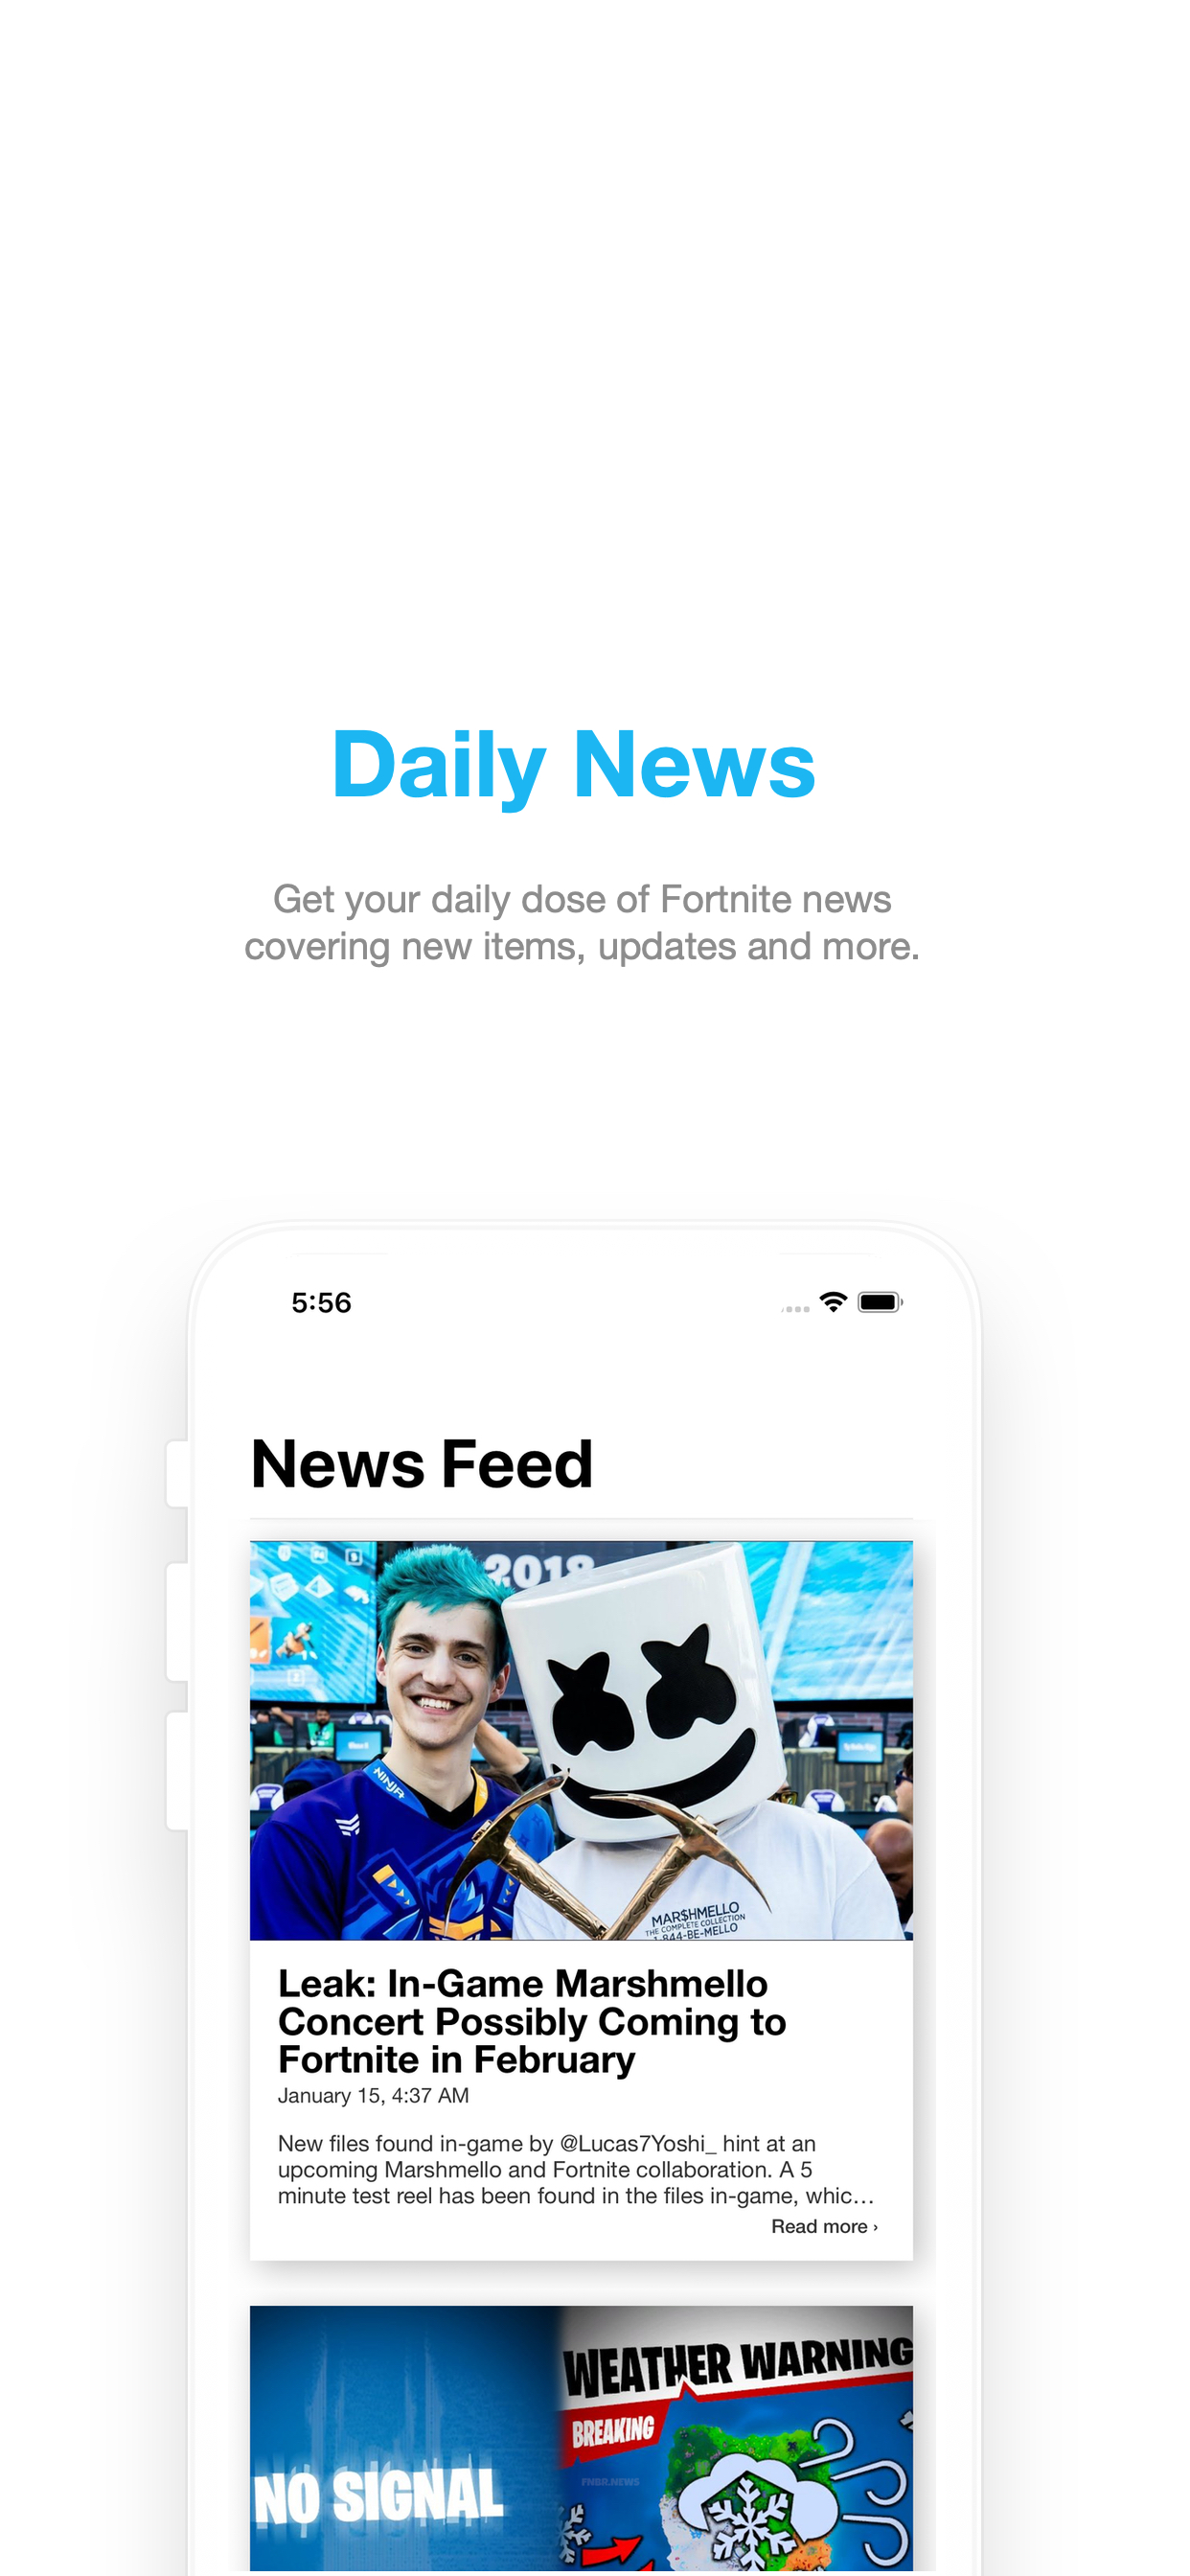 Daily News
Get your daily dose of Fortnite news
covering new items, updates and more.
5:56
News Feed
2018
NINJA
MAR$HMELLO
THE COMPLETE COLLECTION
1-844-BE-MELLO
Leak: In-Game Marshmello
Concert Possibly Coming to
Fortnite in February
January 15, 4:37 AM
New files found in-game by @Lucas7Yoshi_ hint at an
upcoming Marshmello and Fortnite collaboration. A 5
minute test reel has been found in the files in-game, whic...
Read more ›
WEATHER WARNING
BREAKING
FNBR.NEWS
NO SIGNAL